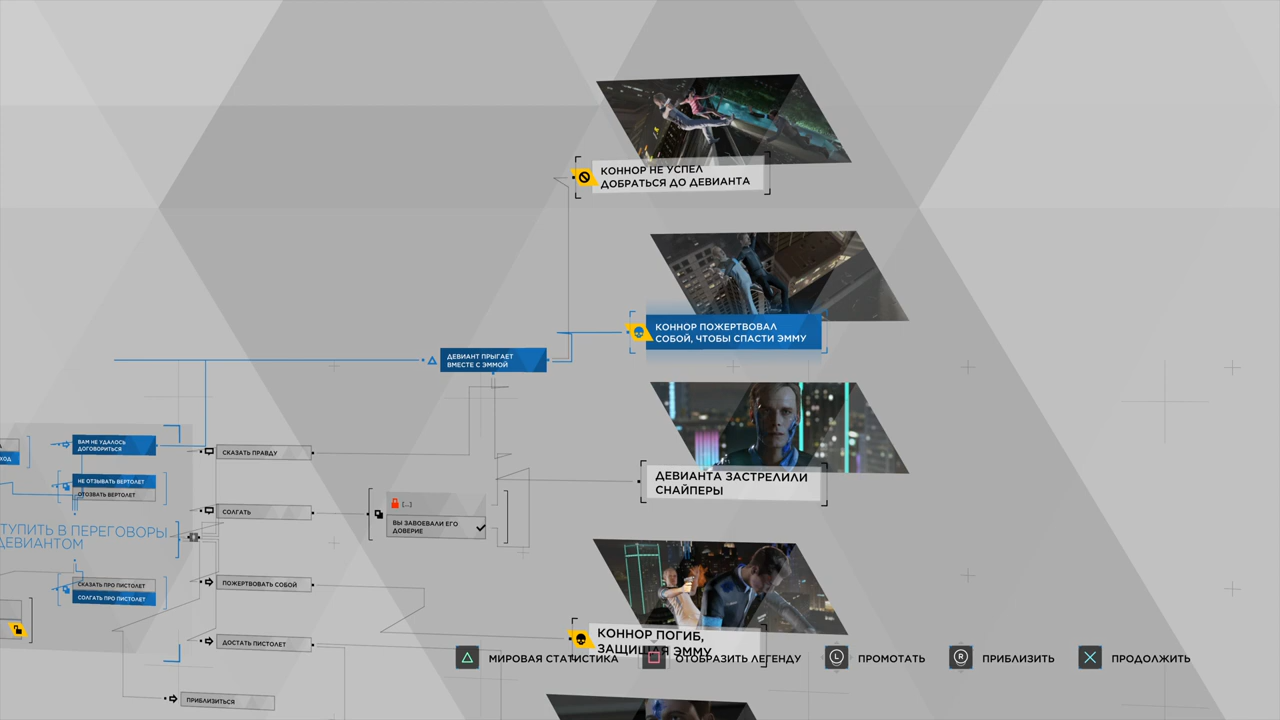 КОННОР НЕ УСПЕЛ
ДОБРАТЬСЯ ДО ДЕВИАНТА
КОННОР ПОЖЕРТВОВАЛ
СОБОЙ, ЧТОБЫ СПАСТИ ЭММУ
ДЕВИАНТ ПРЫГАЕТ
ВМЕСТЕ С ЭММОЙ
ВАМ НЕ УДАЛОСЬ
ДОГОВОРИТЬСЯ
ХОД
СКАЗАТЬ ПРАВДУ
НЕ ОТЗЫВАТЬ ВЕРТОЛЕТ
ОТОЗВАТЬ ВЕРТОЛЕТ
ДЕВИАНТА ЗАСТРЕЛИЛИ
СНАЙПЕРЫ
[...]
СОЛГАТЬ
ВЫ ЗАВОЕВАЛИ ЕГО
ДОВЕРИЕ
ТУПИТЬ В ПЕРЕГОВОРЫ
ДЕВИАНТОМ
СКАЗАТЬ ПРО ПИСТОЛЕТ
СОЛГАТЬ ПРО ПИСТОЛЕТ
ПОЖЕРТВОВАТЬ СОБОЙ
ДОСТАТЬ ПИСТОЛЕТ
КОННОР ПОГИБ,
ЗАЩИЩАЯ ЭММУ
ПРИБЛИЗИТЬСЯ
МИРОВАЯ СТАТИСТИКА
ОТОБРАЗИТЬ ЛЕГЕНДУ
L ПРОМОТАТЬ
R ПРИБЛИЗИТЬ
ПРОДОЛЖИТЬ